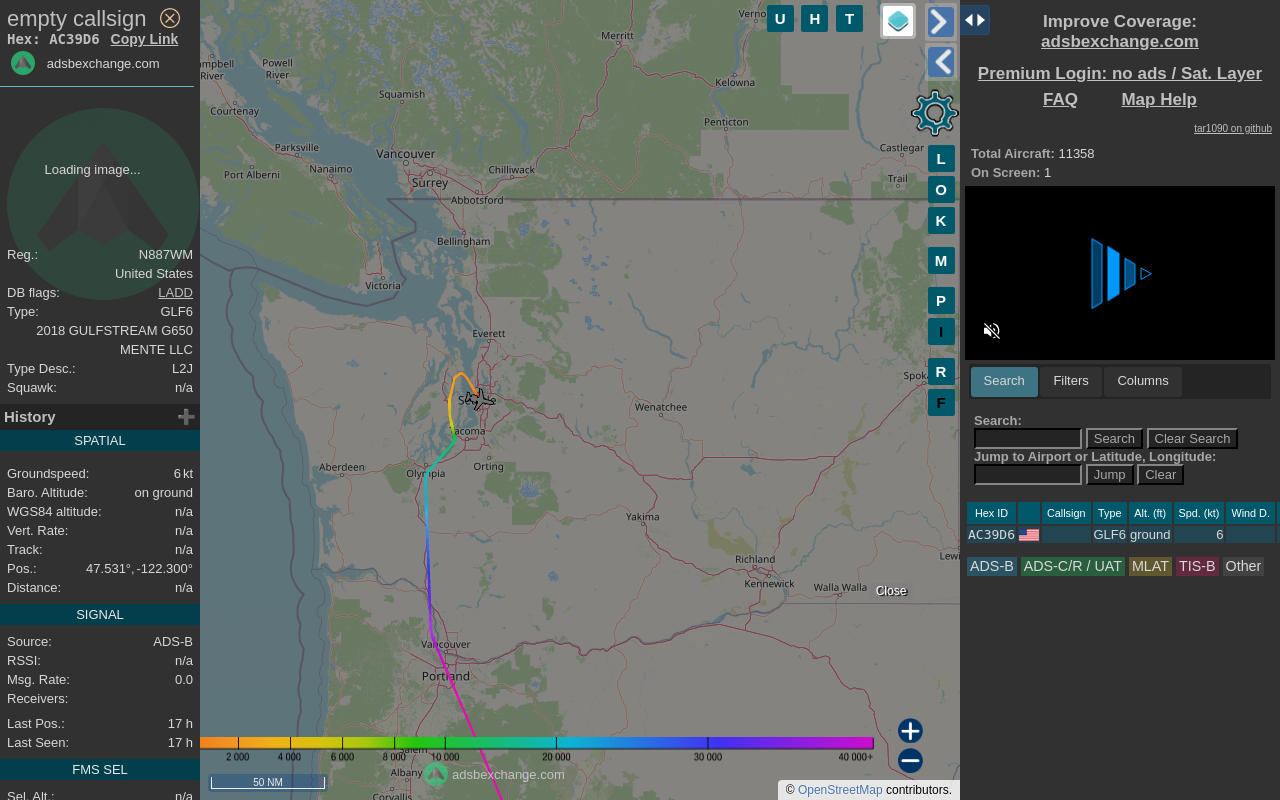 empty callsign
Hex: AC39D6 Copy Link
adsbexchange.com
Loading image...
Reg.: N887WM
United States
DB flags: LADD
Type: GLF6
2018 GULFSTREAM G650
MENTE LLC
Type Desc.: L2J
Squawk: n/a
History
SPATIAL
Groundspeed: 6 kt
Baro. Altitude: on ground
WGS84 altitude: n/a
Vert. Rate: n/a
Track: n/a
Pos.: 47.531°, -122.300°
Distance: n/a
SIGNAL
Source: ADS-B
RSSI: n/a
Msg. Rate: 0.0
Receivers:
Last Pos.: 17 h
Last Seen: 17 h
FMS SEL
Sel. Alt.: n/a
U H T
Merritt
River
Powell
River
Squamish
Kelowna
Courtenay
Penticton
Parksville
Vancouver
Castlegar
Port Alberni
Nanaimo
Surrey
Chilliwack
Trail
Abbotsford
Bellingham
Victoria
Everett
Wenatchee
Aberdeen
Olympia
Orting
Yakima
Richland
Kennewick
Walla Walla
Close
Vancouver
Portland
Albany
Corvallis
L
O
K
M
P
I
R
F
2 000 4 000 6 000 8 000 10 000 20 000 30 000 40 000+
adsbexchange.com
50 NM
© OpenStreetMap contributors.
Improve Coverage:
adsbexchange.com
Premium Login: no ads / Sat. Layer
FAQ Map Help
tar1090 on github
Total Aircraft: 11358
On Screen: 1
Search Filters Columns
Search:
Search Clear Search
Jump to Airport or Latitude, Longitude:
Jump Clear
Hex ID Callsign Type Alt. (ft) Spd. (kt) Wind D.
AC39D6 GLF6 ground 6
ADS-B ADS-C/R / UAT MLAT TIS-B Other